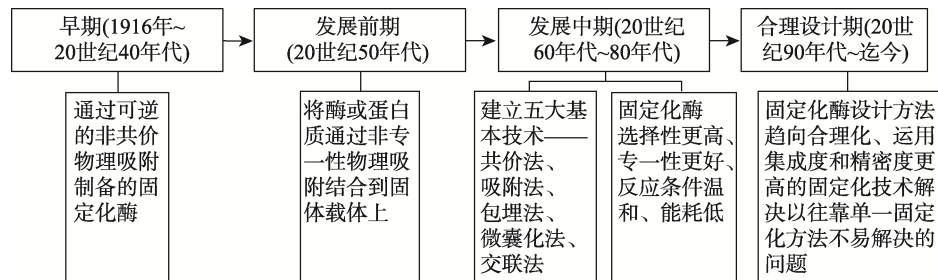 早期(1916年~
20世纪40年代)
发展前期
(20世纪50年代)
发展中期(20世纪
60年代~80年代)
合理设计期(20世
纪90年代~迄今)
通过可逆
的非共价
物理吸附
制备的固
定化酶
将酶或蛋白
质通过非专
一性物理吸
附结合到固
体载体上
建立五大基
本技术——
共价法、
吸附法、
包埋法、
微囊化法、
交联法
固定化酶
选择性更高、
专一性更好、
反应条件温
和、能耗低
固定化酶设计方法
趋向合理化、运用
集成度和精密度更
高的固定化技术解
决以往靠单一固定
化方法不易解决的
问题